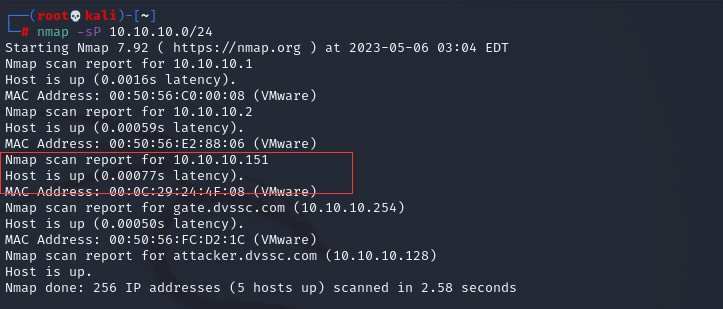 ┌──(root💀kali)-[~]
└─# nmap -sP 10.10.10.0/24
Starting Nmap 7.92 ( https://nmap.org ) at 2023-05-06 03:04 EDT
Nmap scan report for 10.10.10.1
Host is up (0.0016s latency).
MAC Address: 00:50:56:C0:00:08 (VMware)
Nmap scan report for 10.10.10.2
Host is up (0.00059s latency).
MAC Address: 00:50:56:E2:88:06 (VMware)
Nmap scan report for 10.10.10.151
Host is up (0.00077s latency).
MAC Address: 00:0C:29:24:4F:08 (VMware)
Nmap scan report for gate.dvssc.com (10.10.10.254)
Host is up (0.00050s latency).
MAC Address: 00:50:56:FC:D2:1C (VMware)
Nmap scan report for attacker.dvssc.com (10.10.10.128)
Host is up.
Nmap done: 256 IP addresses (5 hosts up) scanned in 2.58 seconds